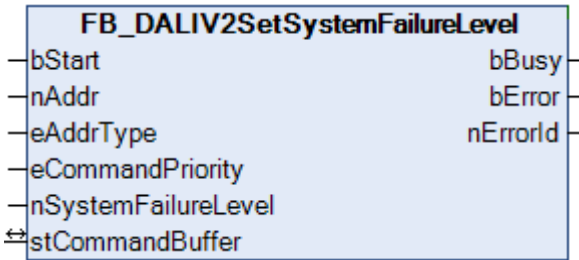 FB_DALIV2SetSystemFailureLevel
bStart bBusy
nAddr bError
eAddrType nErrorId
eCommandPriority
nSystemFailureLevel
stCommandBuffer